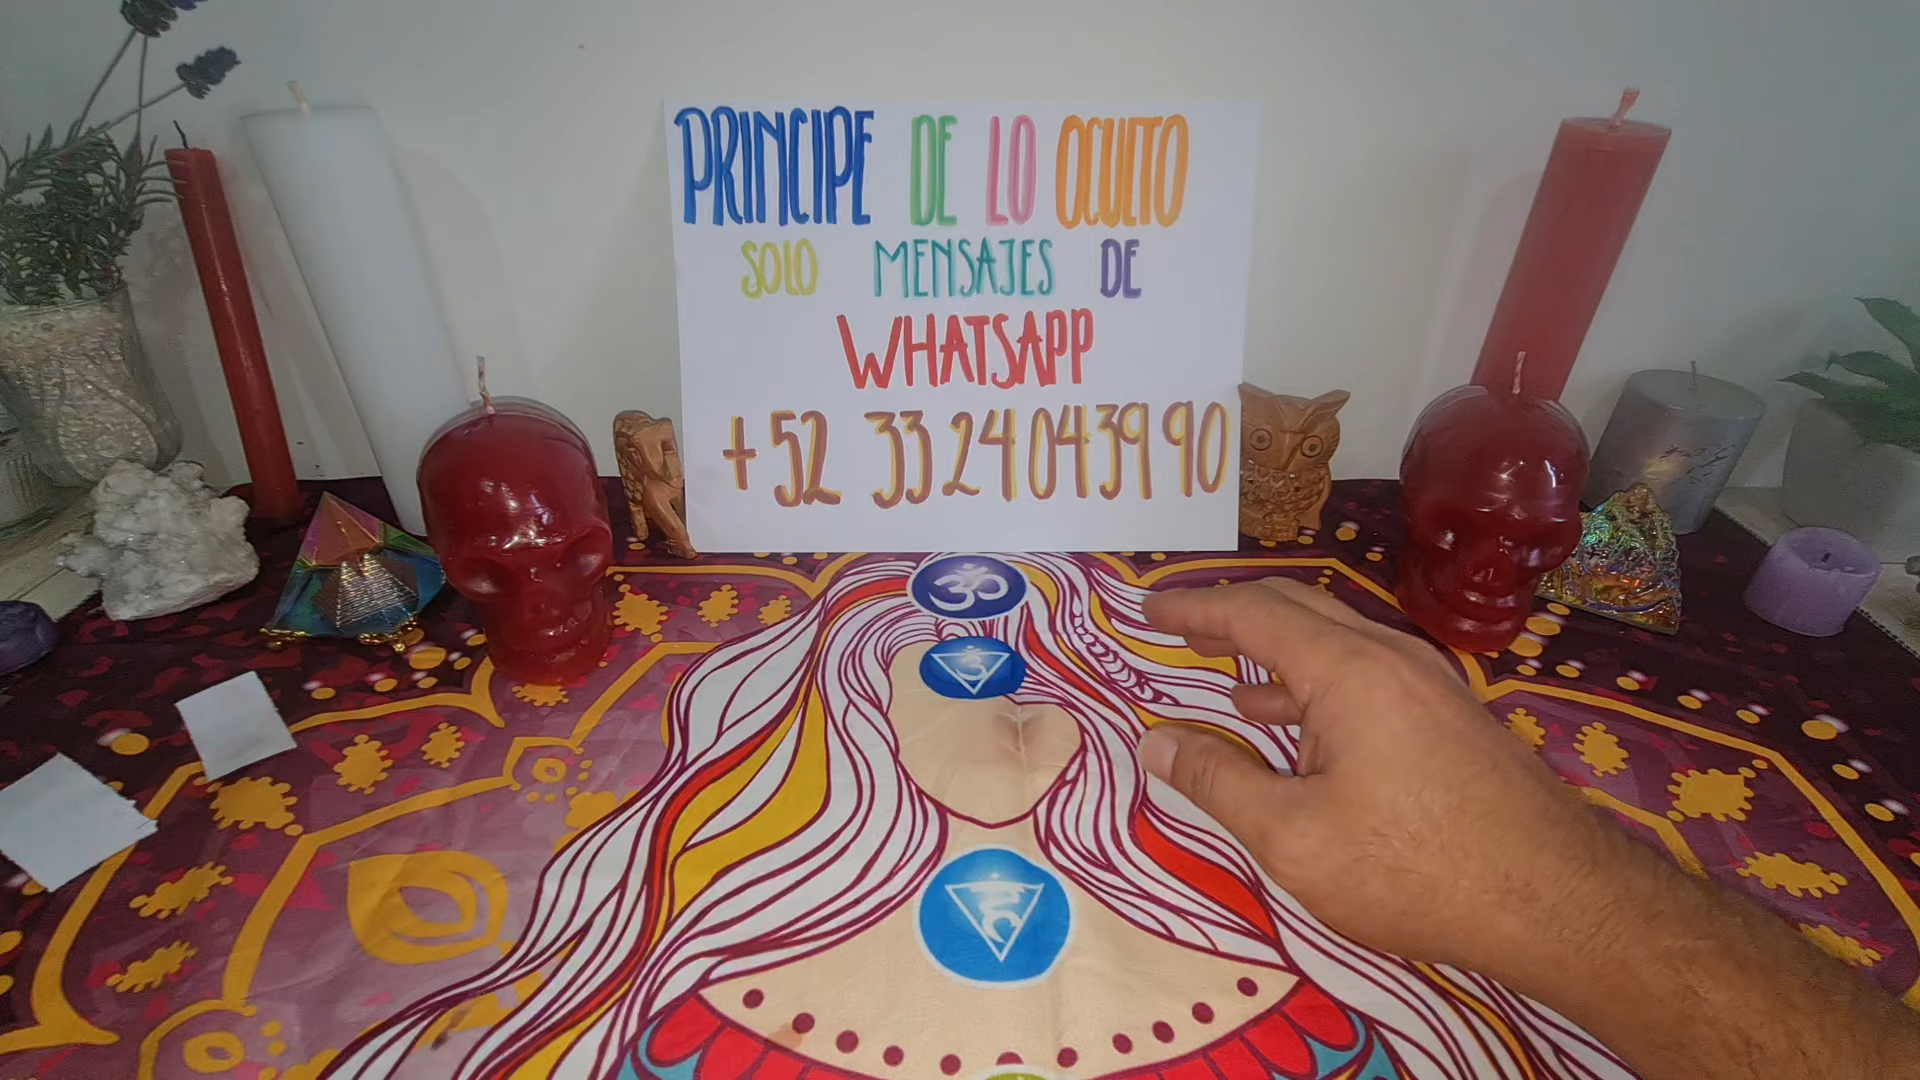 PRINCIPE DE LO OCULTO
SOLO MENSAJES DE
WHATSAPP
+52 33 24 04 39 90
ॐ